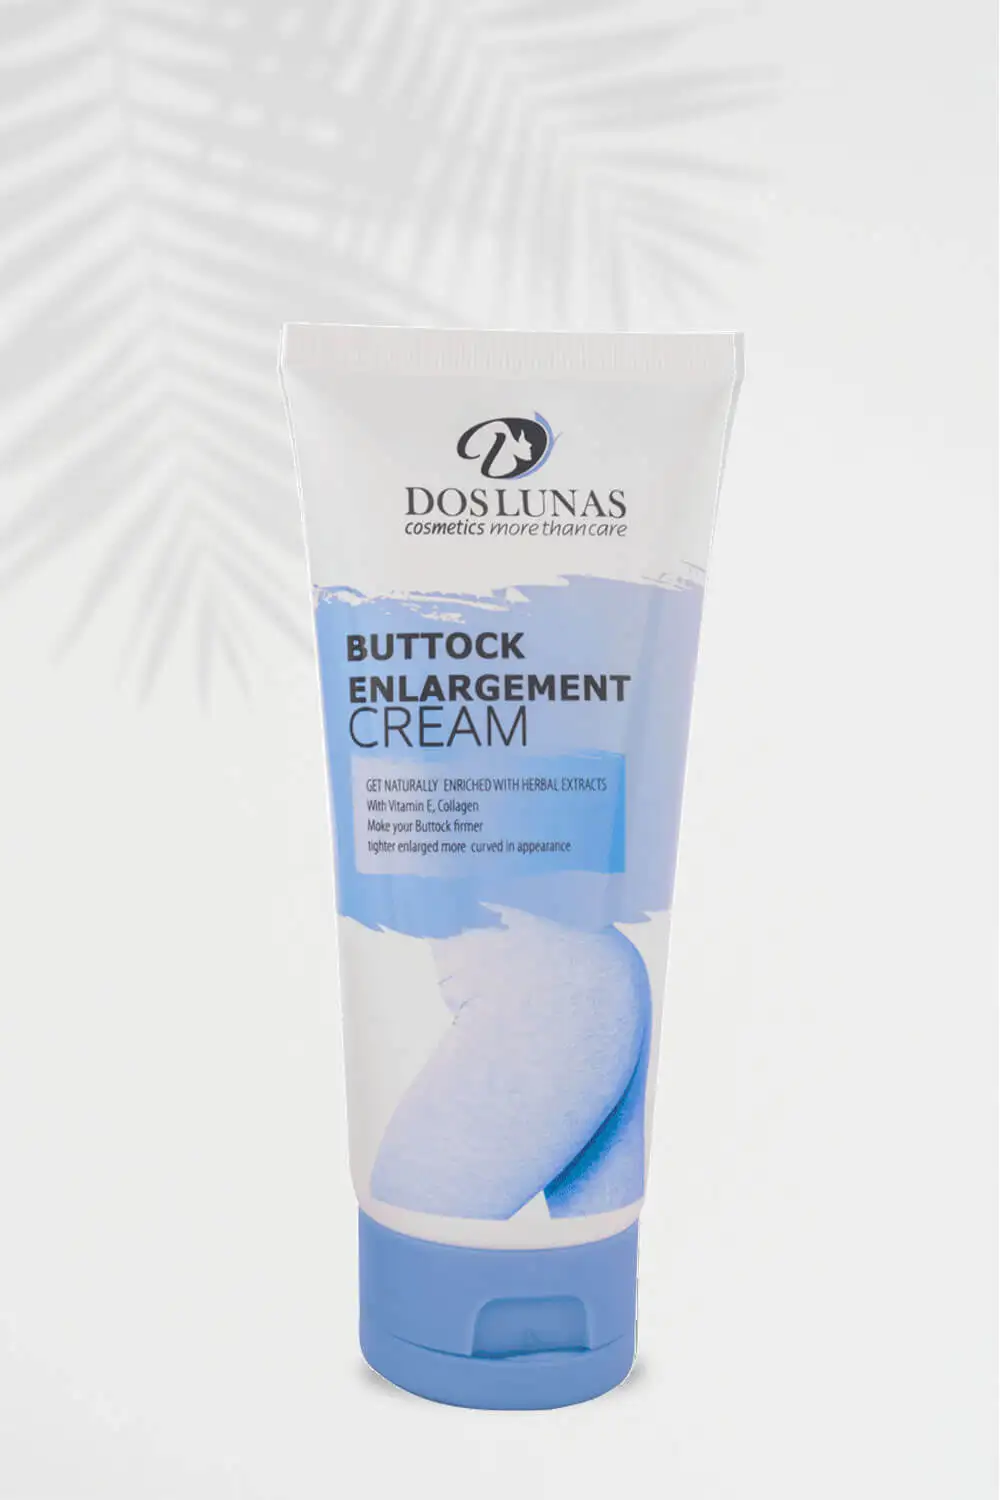 DOS LUNAS
cosmetics more than care
BUTTOCK
ENLARGEMENT
CREAM
GET NATURALLY ENRICHED WITH HERBAL EXTRACTS
With Vitamin E, Collagen
Moke your Buttock firmer
tighter enlarged more curved in appearance